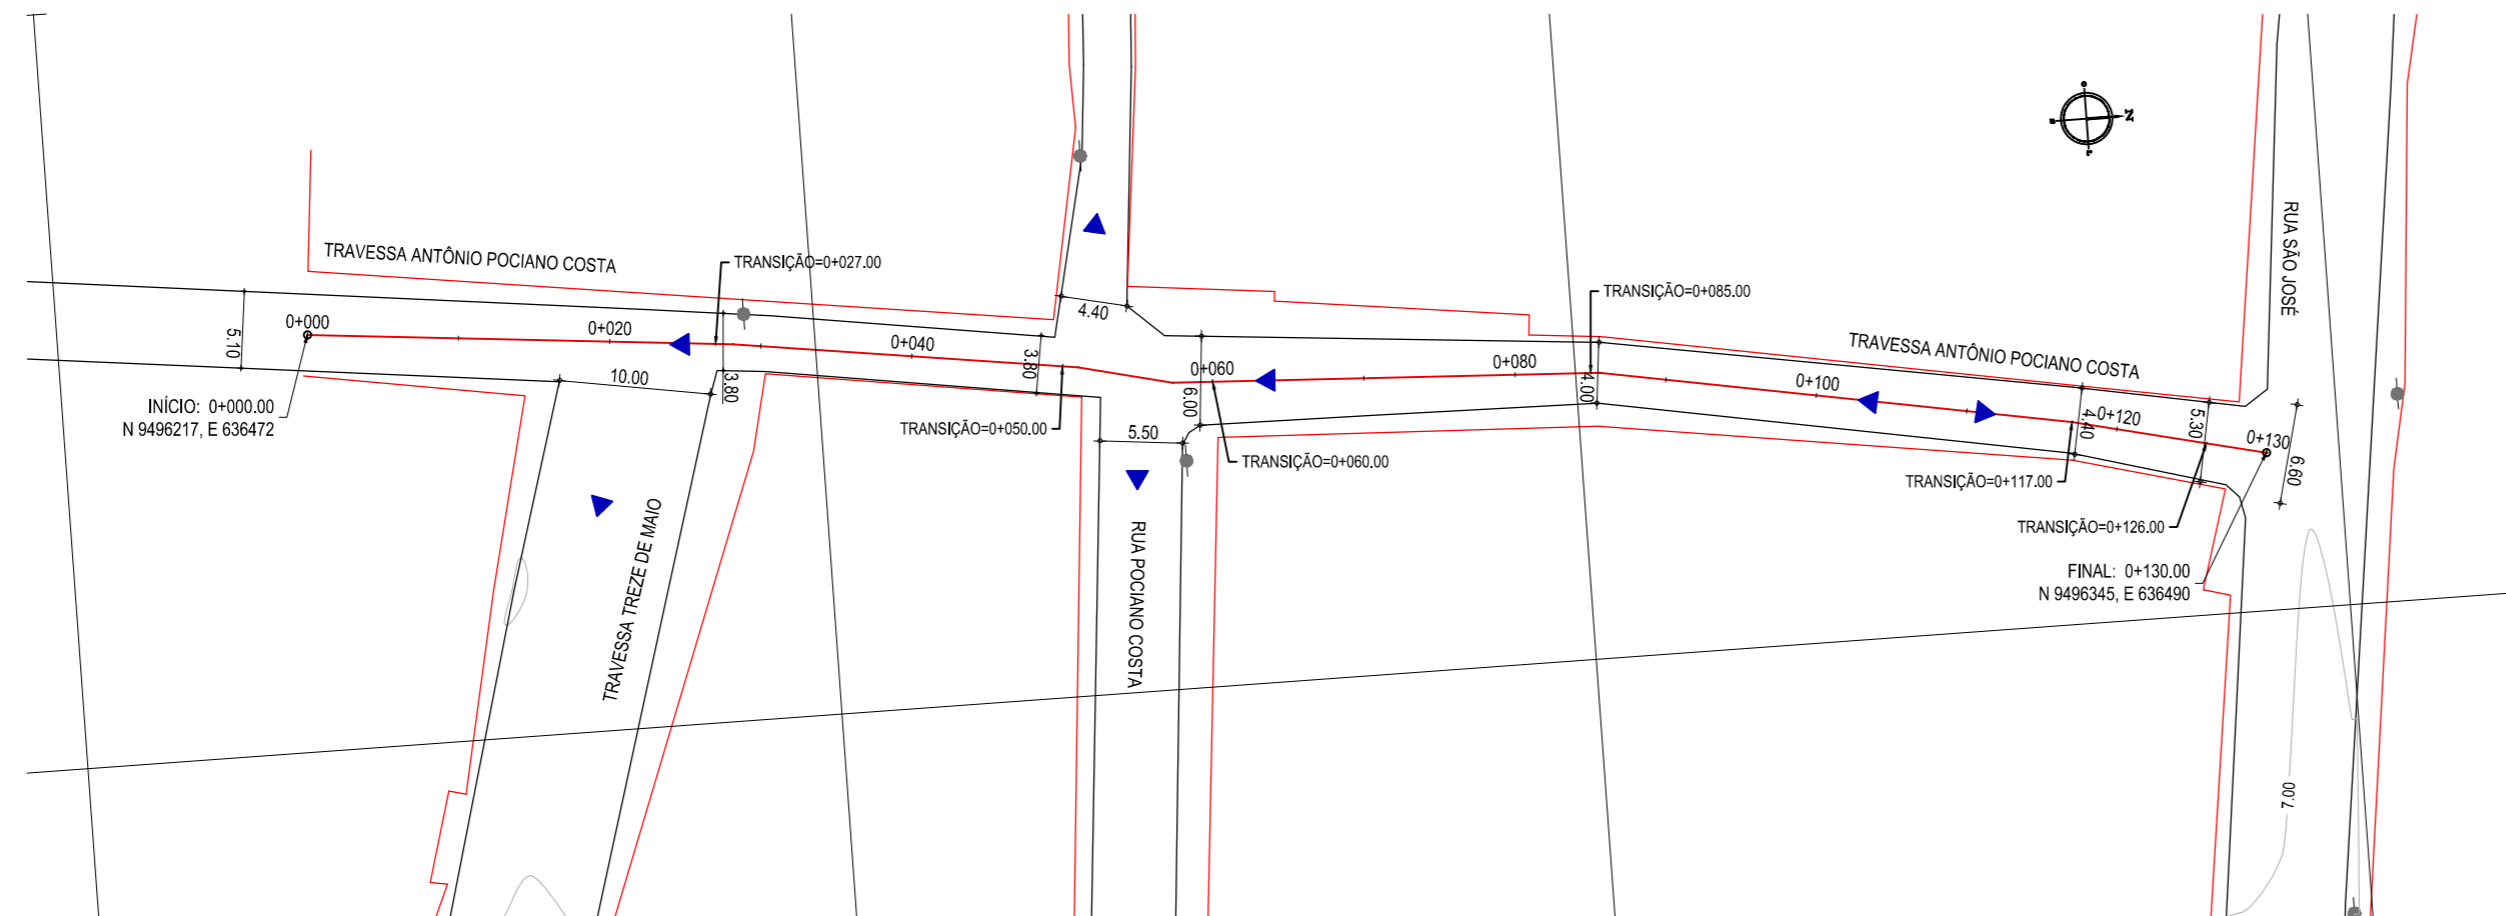 TRAVESSA ANTÔNIO POCIANO COSTA
TRANSIÇÃO=0+027.00
5.10
0+000
0+020
0+040
3.80
10.00
3.80
INÍCIO: 0+000.00
N 9496217, E 636472
4.40
TRANSIÇÃO=0+050.00
5.50
6.00
0+060
TRANSIÇÃO=0+060.00
0+080
TRANSIÇÃO=0+085.00
4.00
0+100
TRAVESSA ANTÔNIO POCIANO COSTA
N
RUA SÃO JOSÉ
4.40
0+120
5.30
0+130
6.60
TRANSIÇÃO=0+117.00
TRANSIÇÃO=0+126.00
FINAL: 0+130.00
N 9496345, E 636490
TRAVESSA TREZE DE MAIO
RUA POCIANO COSTA
7.00